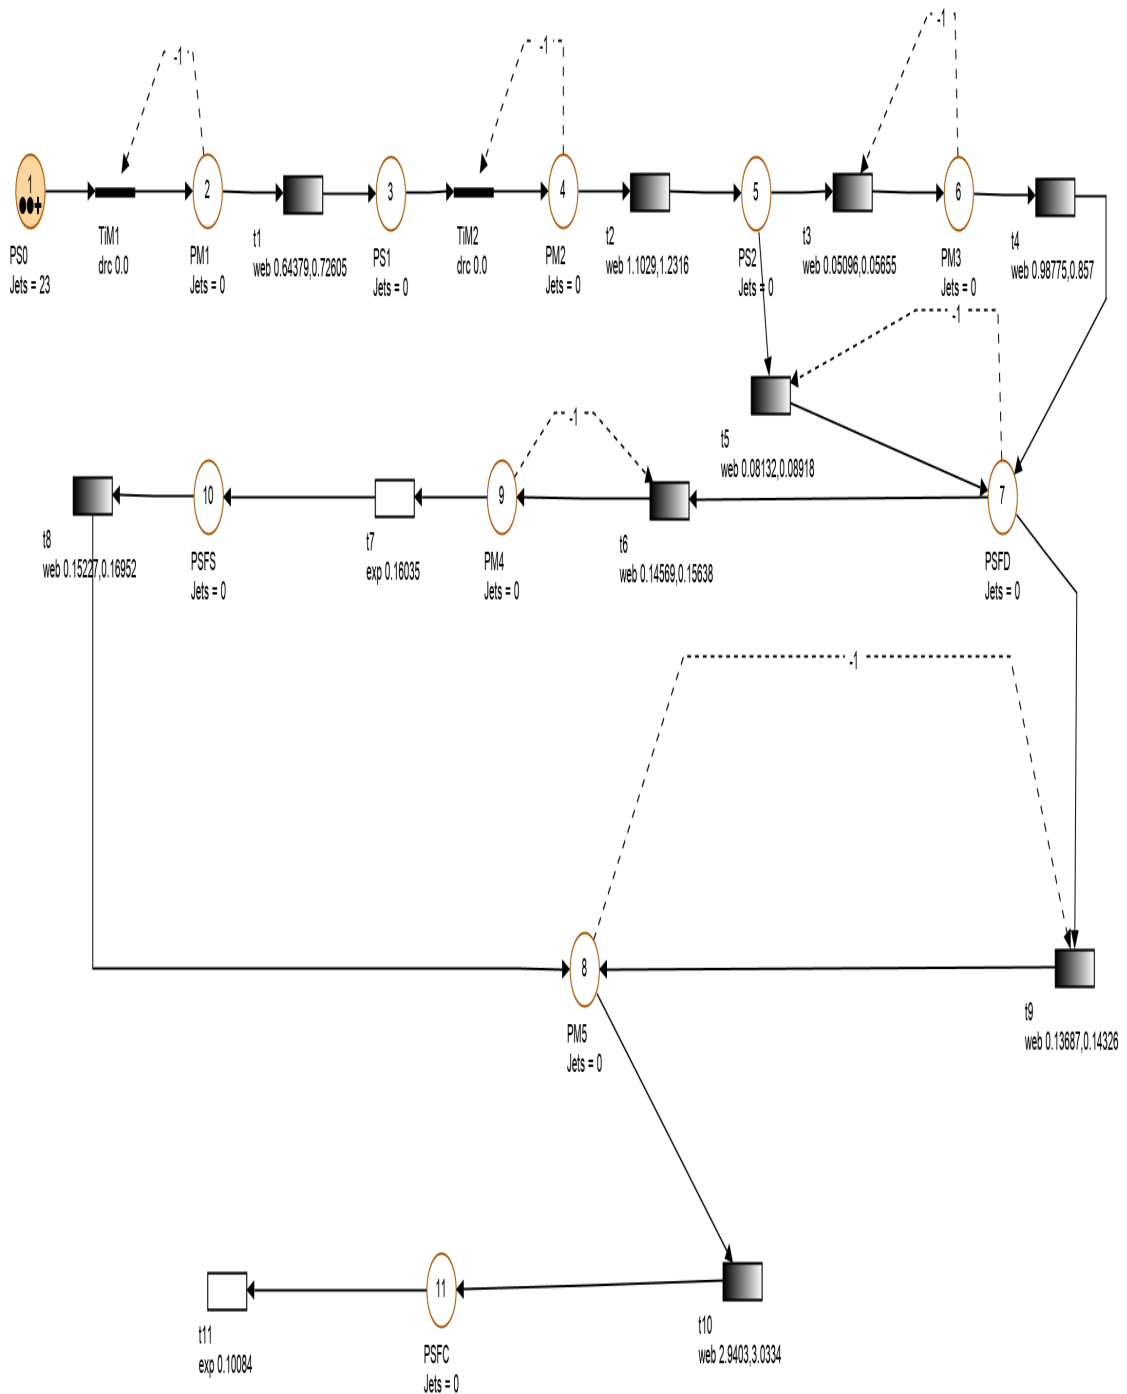 -1
-1
-1
1
2
3
4
5
6
PS0
Jets = 23
TiM1
drc 0.0
PM1
Jets = 0
t1
web 0.64379,0.72605
PS1
Jets = 0
TiM2
drc 0.0
PM2
Jets = 0
t2
web 1.1029,1.2316
PS2
Jets = 0
t3
web 0.05096,0.05655
PM3
Jets = 0
t4
web 0.98775,0.857
-1
t5
web 0.08132,0.08918
-1
10
9
7
t8
web 0.15227,0.16952
PSFS
Jets = 0
t7
exp 0.16035
PM4
Jets = 0
t6
web 0.14569,0.15638
PSFD
Jets = 0
-1
8
PM5
Jets = 0
t9
web 0.13687,0.14326
11
t11
exp 0.10084
PSFC
Jets = 0
t10
web 2.9403,3.0334